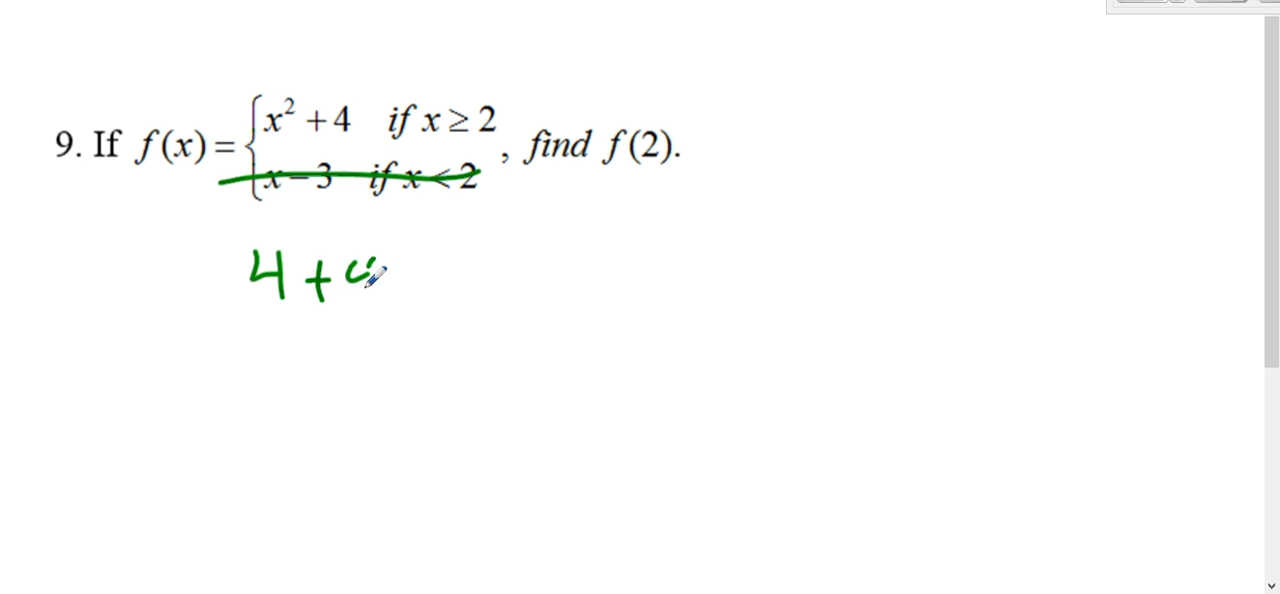 9. If f(x) = { x² + 4 if x ≥ 2
x − 3 if x < 2 , find f(2).
4 +